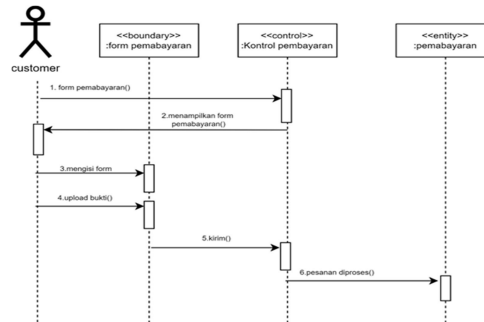 <<boundary>>
:form pemabayaran
<<control>>
:Kontrol pembayaran
<<entity>>
:pemabayaran
customer
1. form pemabayaran()
2.menampilkan form
pemabayaran()
3.mengisi form
4.upload bukti()
5.kirim()
6.pesanan diproses()